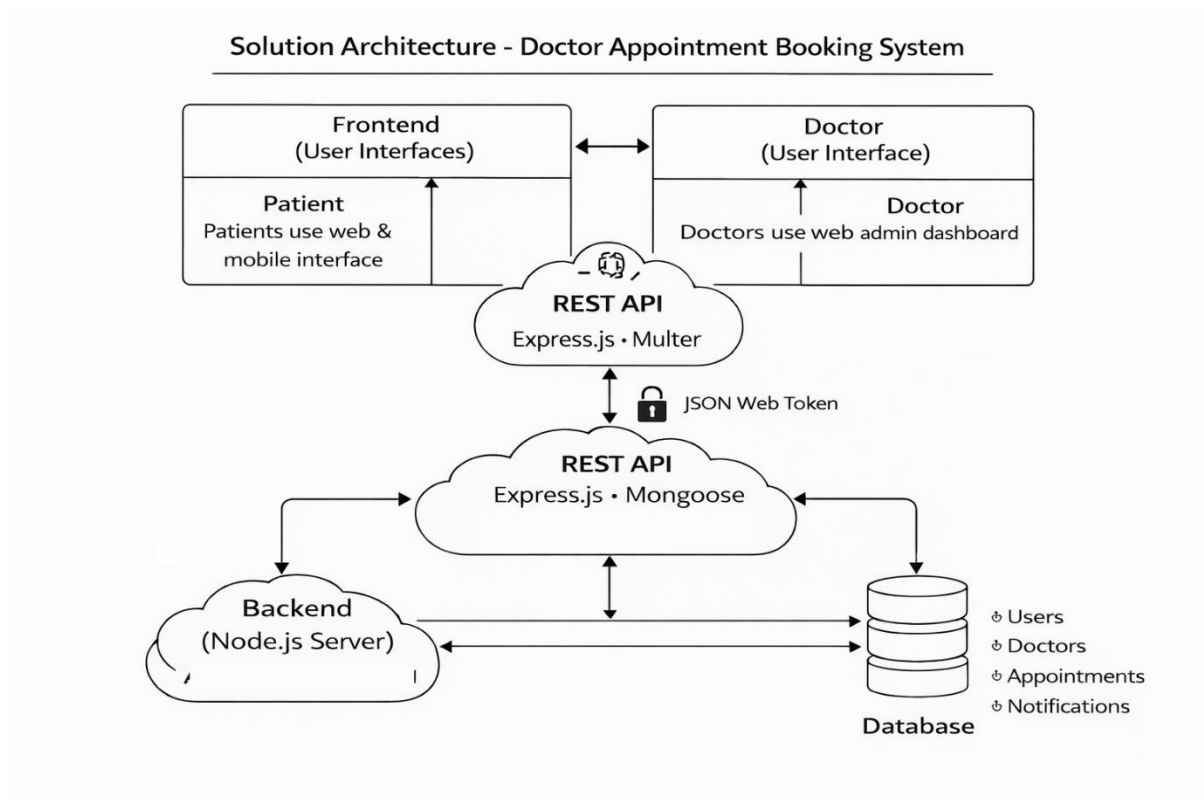 Solution Architecture - Doctor Appointment Booking System
Frontend
(User Interfaces)
Doctor
(User Interface)
Patient
Patients use web &
mobile interface
Doctor
Doctors use web admin dashboard
REST API
Express.js • Multer
JSON Web Token
REST API
Express.js • Mongoose
Backend
(Node.js Server)
Users
Doctors
Appointments
Notifications
Database